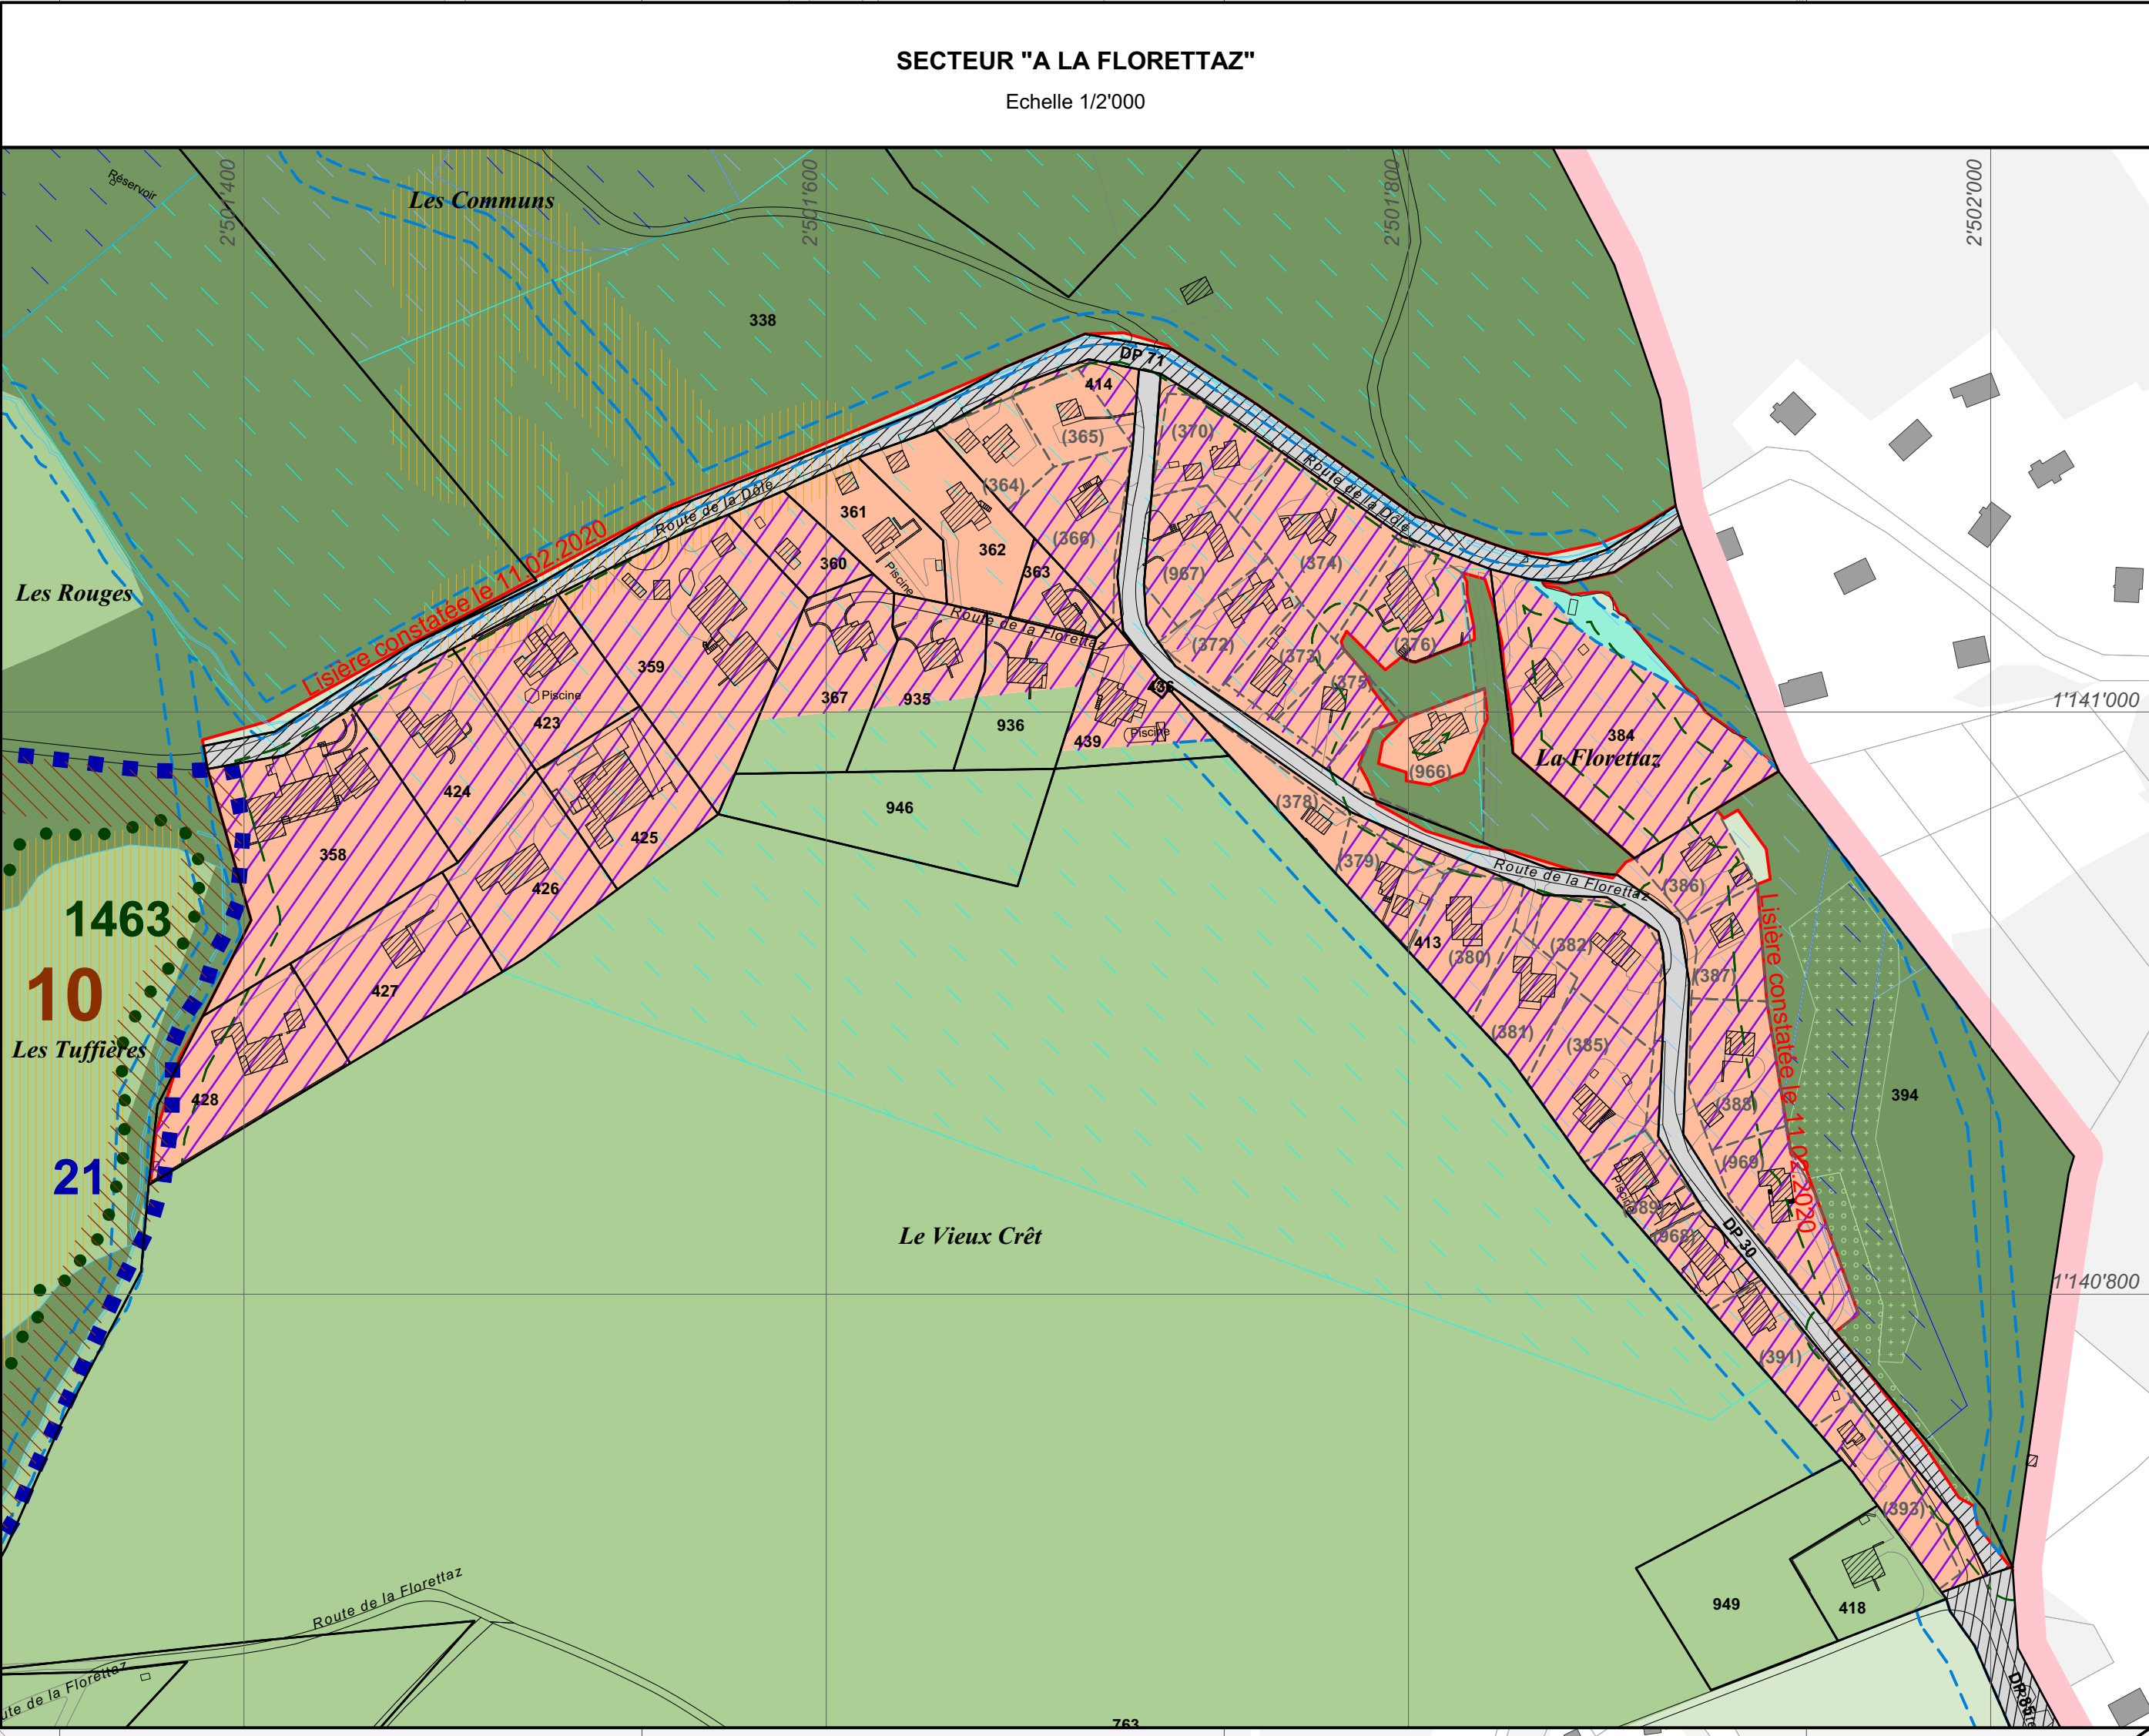 SECTEUR "A LA FLORETTAZ"
Echelle 1/2'000
2'501'400
2'501'600
2'501'800
2'502'000
Réservoir
Les Communs
338
DP 71
414
(365)
(370)
Route de la Dôle
(364)
Route de la Dôle
361
362
(366)
360
363
(967)
(374)
Piscine
Les Rouges
Lisière constatée le 11.02.2020
Route de la Florettaz
(372)
(373)
(376)
359
(375)
436
Piscine
367
935
423
936
439
Piscine
1'141'000
384
La Florettaz
(966)
424
946
(378)
425
358
(379)
Route de la Florettaz
426
(386)
1463
413
(380)
(382)
Lisière constatée le 11.02.2020
(387)
10
427
(381)
(385)
Les Tuffières
428
(388)
394
(969)
21
Piscine
(389)
(968)
DP 30
Le Vieux Crêt
1'140'800
(391)
(393)
Route de la Florettaz
949
418
ute de la Florettaz
DP 85
763